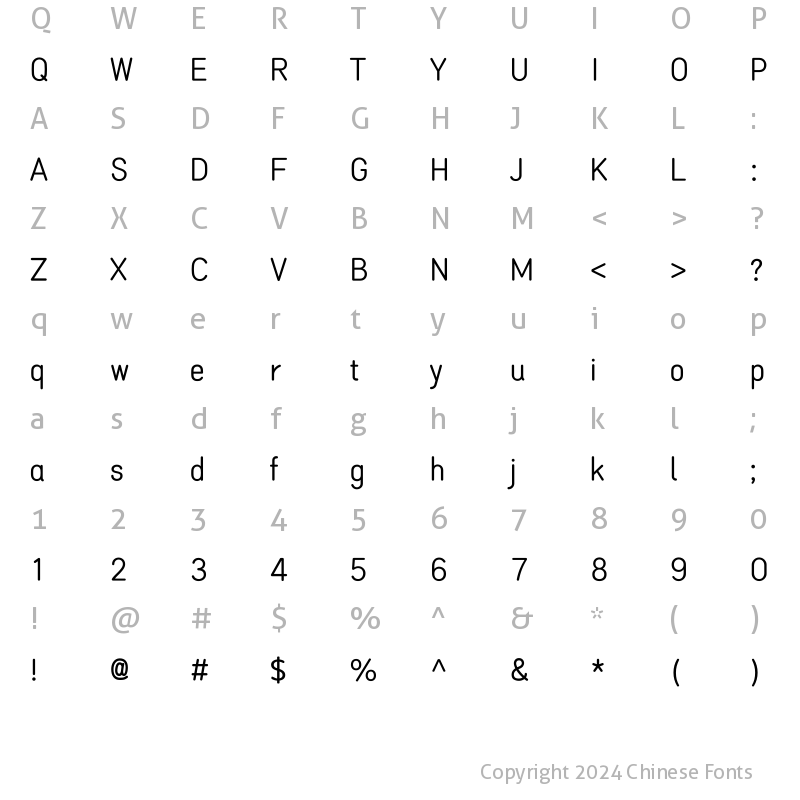 Q W E R T Y U I O P
Q W E R T Y U I O P
A S D F G H J K L :
A S D F G H J K L :
Z X C V B N M < > ?
Z X C V B N M < > ?
q w e r t y u i o p
q w e r t y u i o p
a s d f g h j k l ;
a s d f g h j k l ;
1 2 3 4 5 6 7 8 9 0
1 2 3 4 5 6 7 8 9 0
! @ # $ % ^ & * ( )
! @ # $ % ^ & * ( )
Copyright 2024 Chinese Fonts